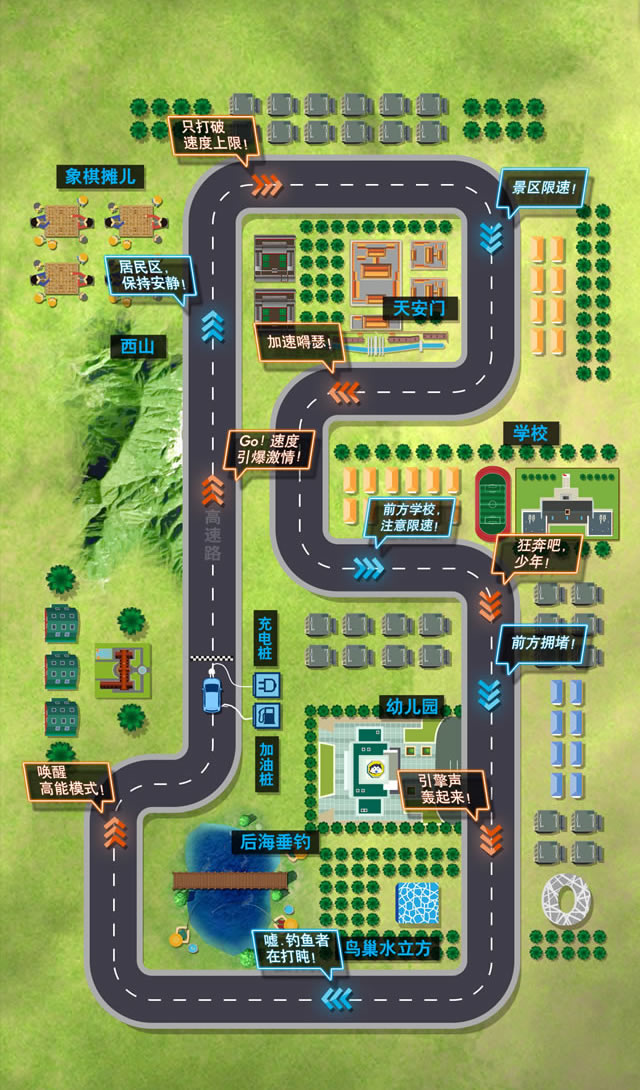 只打破
速度上限！
象棋摊儿
景区限速！
居民区，
保持安静！
天安门
加速嘚瑟！
西山
学校
Go！速度
引爆激情！
高速路
前方学校，
注意限速！
狂奔吧，
少年！
充电桩
前方拥堵！
幼儿园
加油桩
唤醒
高能模式！
引擎声
轰起来！
后海垂钓
嘘.钓鱼者
在打盹！
鸟巢水立方